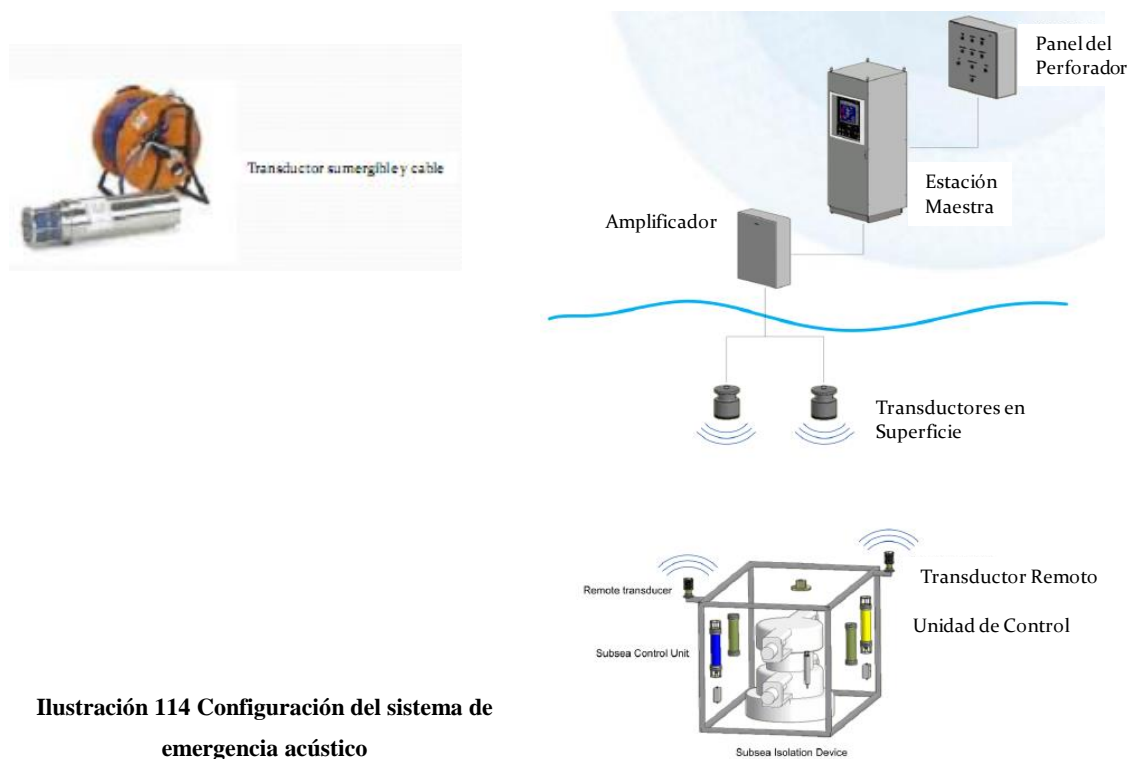 Panel del
Perforador
Transductor sumergible y cable
Estación
Maestra
Amplificador
Transductores en
Superficie
Remote transducer
Transductor Remoto
Unidad de Control
Subsea Control Unit
Ilustración 114 Configuración del sistema de
emergencia acústico
Subsea Isolation Device